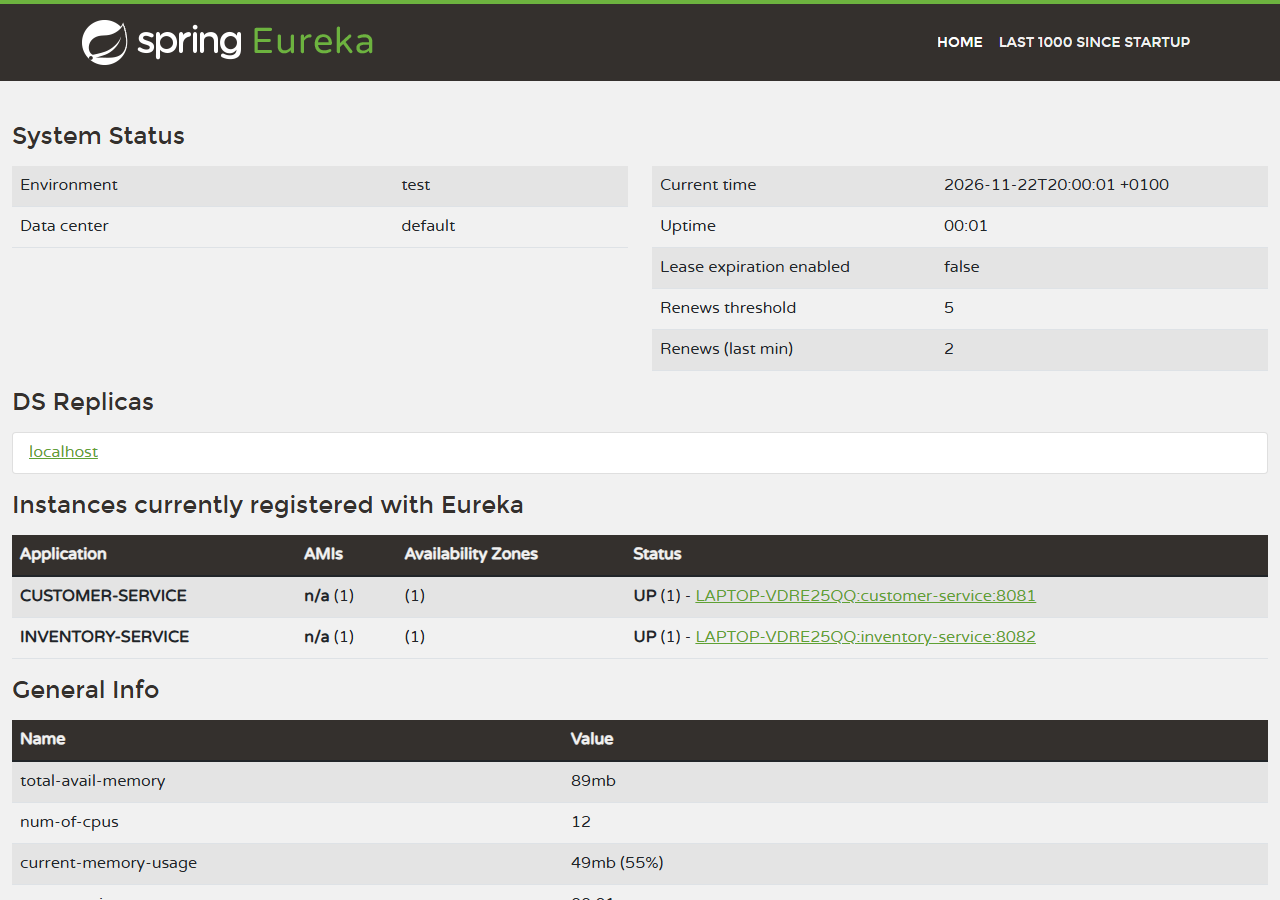 spring Eureka
HOME LAST 1000 SINCE STARTUP
System Status
Environment test
Data center default
Current time 2026-11-22T20:00:01 +0100
Uptime 00:01
Lease expiration enabled false
Renews threshold 5
Renews (last min) 2
DS Replicas
localhost
Instances currently registered with Eureka
Application AMIs Availability Zones Status
CUSTOMER-SERVICE n/a (1) (1) UP (1) - LAPTOP-VDRE25QQ:customer-service:8081
INVENTORY-SERVICE n/a (1) (1) UP (1) - LAPTOP-VDRE25QQ:inventory-service:8082
General Info
Name Value
total-avail-memory 89mb
num-of-cpus 12
current-memory-usage 49mb (55%)